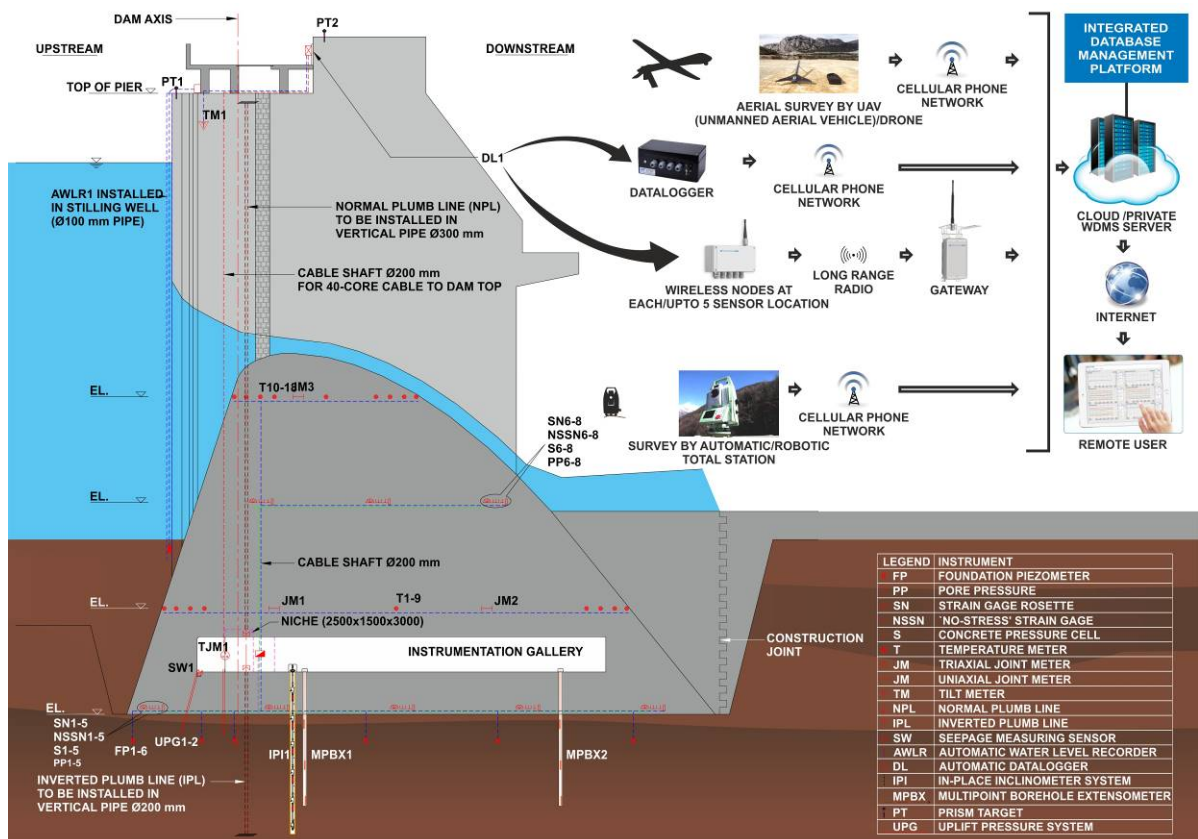 DAM AXIS
PT2
UPSTREAM
DOWNSTREAM
PT1
TOP OF PIER
TM1
DL1
AWLR1 INSTALLED
IN STILLING WELL
(Ø100 mm PIPE)
NORMAL PLUMB LINE (NPL)
TO BE INSTALLED IN
VERTICAL PIPE Ø300 mm
CABLE SHAFT Ø200 mm
FOR 40-CORE CABLE TO DAM TOP
AERIAL SURVEY BY UAV
(UNMANNED AERIAL VEHICLE)/DRONE
CELLULAR PHONE
NETWORK
INTEGRATED
DATABASE
MANAGEMENT
PLATFORM
DATALOGGER
CELLULAR PHONE
NETWORK
CLOUD /PRIVATE
WDMS SERVER
WIRELESS NODES AT
EACH/UPTO 5 SENSOR LOCATION
LONG RANGE
RADIO
GATEWAY
INTERNET
EL.
T10-18
JM3
SN6-8
NSSN6-8
S6-8
PP6-8
SURVEY BY AUTOMATIC/ROBOTIC
TOTAL STATION
CELLULAR PHONE
NETWORK
REMOTE USER
EL.
CABLE SHAFT Ø200 mm
EL.
JM1
T1-9
JM2
NICHE (2500x1500x3000)
TJM1
INSTRUMENTATION GALLERY
SW1
CONSTRUCTION
JOINT
EL.
SN1-5
NSSN1-5
S1-5
PP1-5
FP1-6
UPG1-2
IPI1
MPBX1
MPBX2
INVERTED PLUMB LINE (IPL)
TO BE INSTALLED IN
VERTICAL PIPE Ø200 mm
LEGEND INSTRUMENT
FP FOUNDATION PIEZOMETER
PP PORE PRESSURE
SN STRAIN GAGE ROSETTE
NSSN `NO-STRESS' STRAIN GAGE
S CONCRETE PRESSURE CELL
T TEMPERATURE METER
JM TRIAXIAL JOINT METER
JM UNIAXIAL JOINT METER
TM TILT METER
NPL NORMAL PLUMB LINE
IPL INVERTED PLUMB LINE
SW SEEPAGE MEASURING SENSOR
AWLR AUTOMATIC WATER LEVEL RECORDER
DL AUTOMATIC DATALOGGER
IPI IN-PLACE INCLINOMETER SYSTEM
MPBX MULTIPOINT BOREHOLE EXTENSOMETER
PT PRISM TARGET
UPG UPLIFT PRESSURE SYSTEM